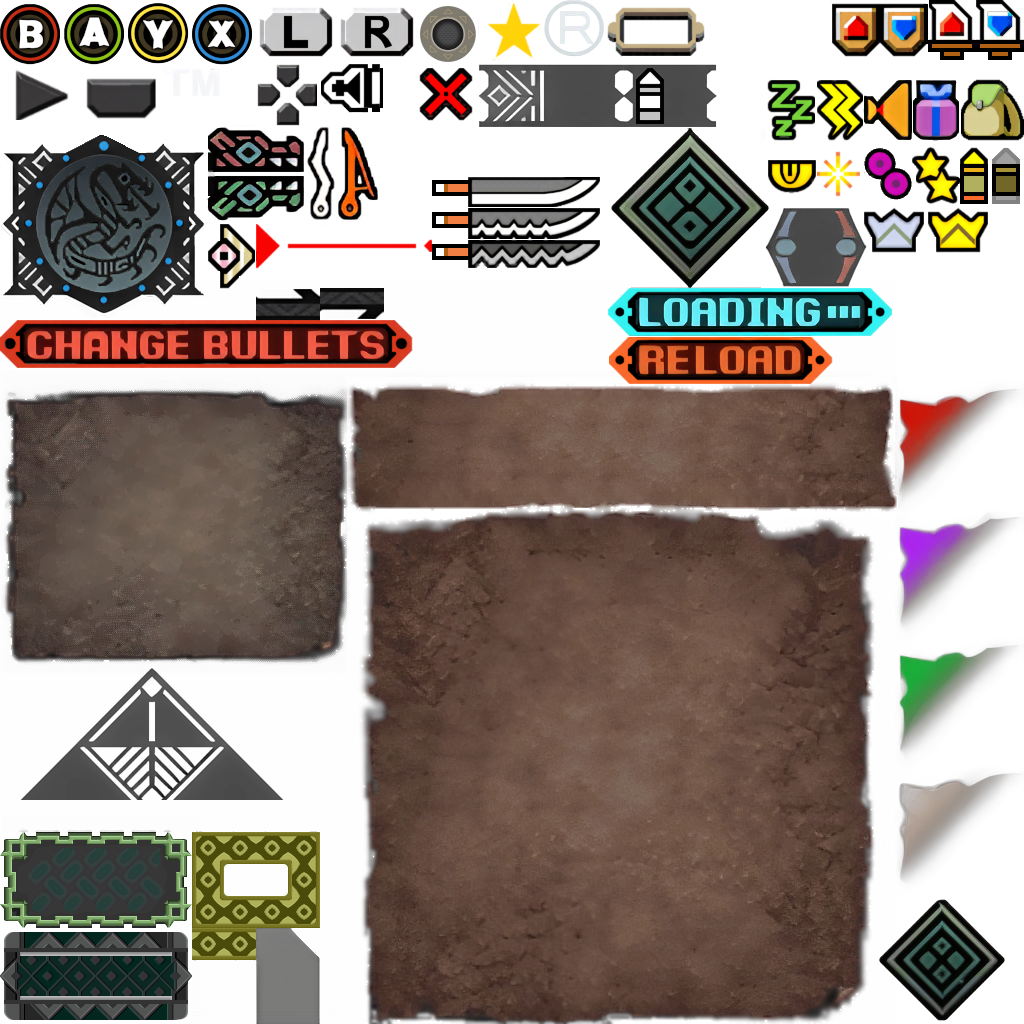 B A Y X L R ®
TM
Z Z Z
LOADING...
CHANGE BULLETS
RELOAD